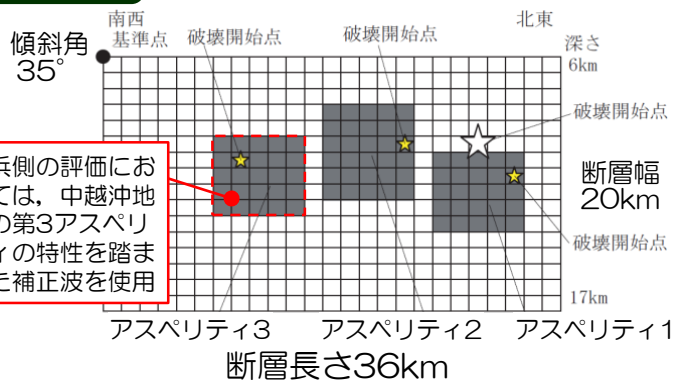 南西
基準点
破壊開始点
破壊開始点
北東
傾斜角
35°
深さ
6km
破壊開始点
断層幅
20km
破壊開始点
17km
浜側の評価にお
ては，中越沖地
の第3アスペリ
ィの特性を踏ま
た補正波を使用
アスペリティ3
アスペリティ2
アスペリティ1
断層長さ36km